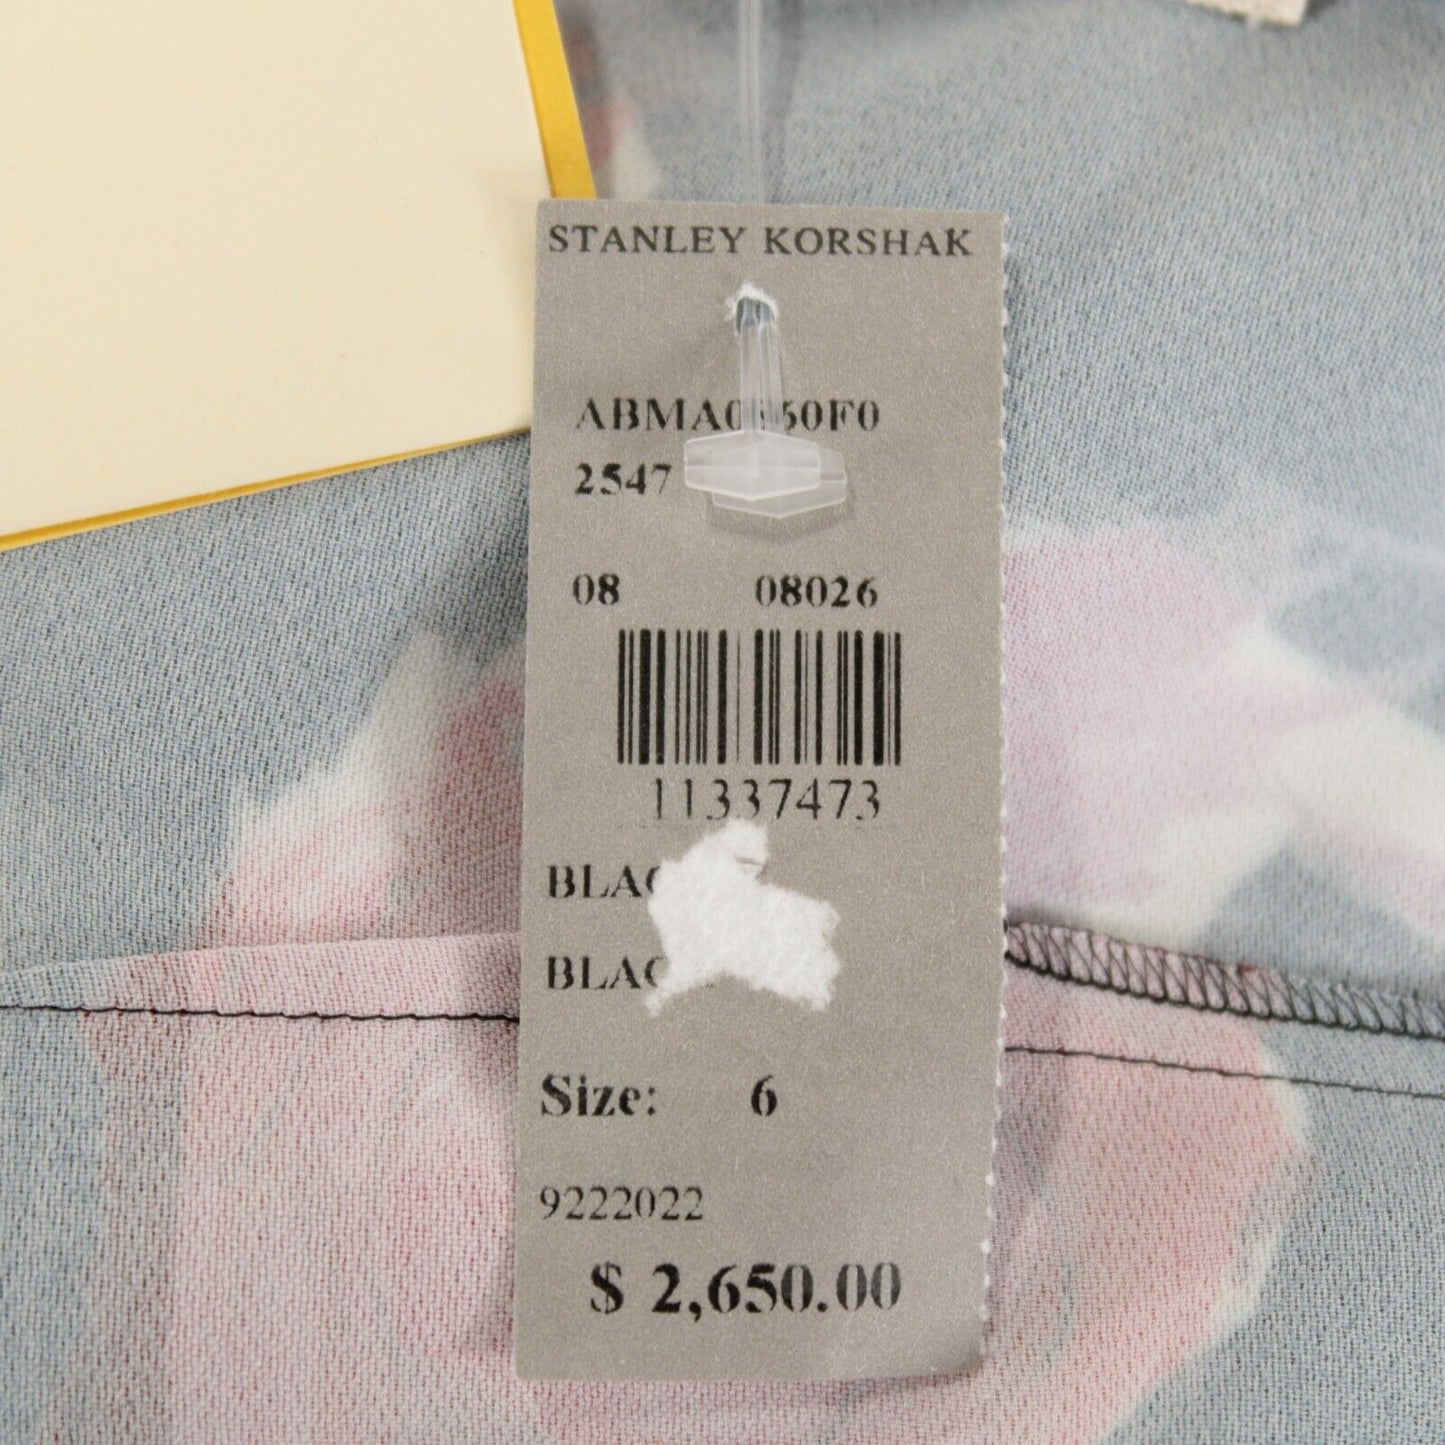 STANLEY KORSHAK
2547
08 08026
11337473
Size: 6
9222022
$ 2,650.00